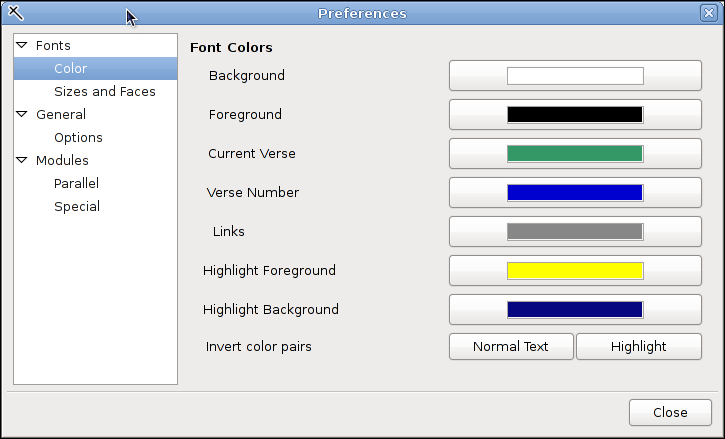 Preferences
Fonts
Color
Sizes and Faces
General
Options
Modules
Parallel
Special
Font Colors
Background
Foreground
Current Verse
Verse Number
Links
Highlight Foreground
Highlight Background
Invert color pairs Normal Text Highlight
Close